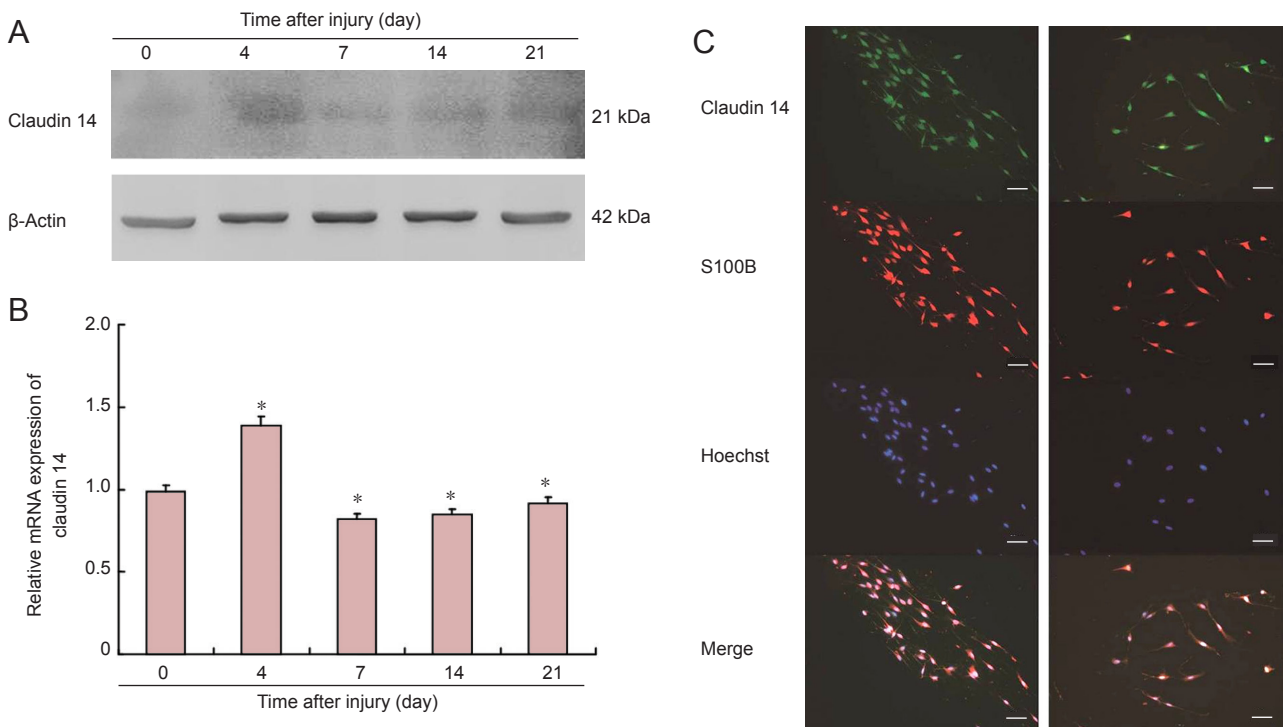 A
Time after injury (day)
0 4 7 14 21
Claudin 14
21 kDa
β-Actin
42 kDa
B
Relative mRNA expression of
claudin 14
2.0
1.5
1.0
0.5
0
* * * *
0 4 7 14 21
Time after injury (day)
C
Claudin 14
S100B
Hoechst
Merge